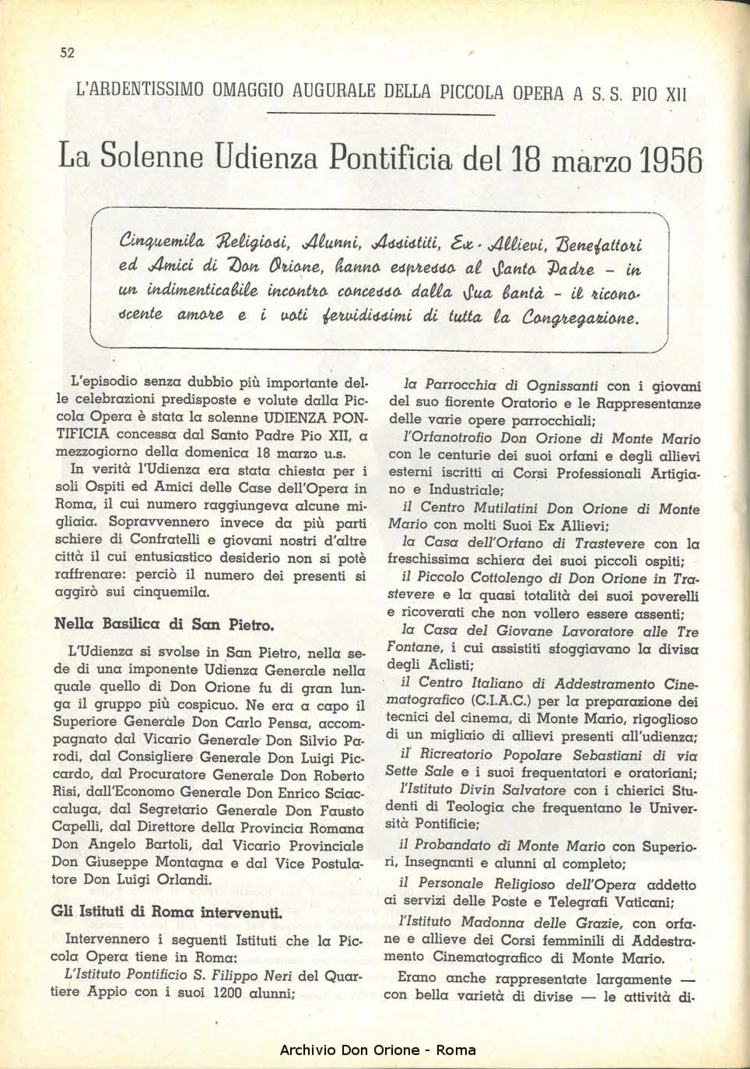 52
L'ARDENTISSIMO OMAGGIO AUGURALE DELLA PICCOLA OPERA A S. S. PIO XII
La Solenne Udienza Pontificia del 18 marzo 1956
Cinquemila Religiosi, Alunni, Assistiti, Ex - Allievi, Benefattori
ed Amici di Don Orione, hanno espresso al Santo Padre - in
un indimenticabile incontro concesso dalla Sua bontà - il ricono-
scente amore e i voti fervidissimi di tutta la Congregazione.
L'episodio senza dubbio più importante del-
le celebrazioni predisposte e volute dalla Pic-
cola Opera è stata la solenne UDIENZA PON-
TIFICIA concessa dal Santo Padre Pio XII, a
mezzogiorno della domenica 18 marzo u.s.
In verità l'Udienza era stata chiesta per i
soli Ospiti ed Amici delle Case dell'Opera in
Roma, il cui numero raggiungeva alcune mi-
gliaia. Sopravvennero invece da più parti
schiere di Confratelli e giovani nostri d'altre
città il cui entusiastico desiderio non si potè
raffrenare: perciò il numero dei presenti si
aggirò sui cinquemila.
Nella Basilica di San Pietro.
L'Udienza si svolse in San Pietro, nella se-
de di una imponente Udienza Generale nella
quale quello di Don Orione fu di gran lun-
ga il gruppo più cospicuo. Ne era a capo il
Superiore Generale Don Carlo Pensa, accom-
pagnato dal Vicario Generale Don Silvio Pa-
rodi, dal Consigliere Generale Don Luigi Pic-
cardo, dal Procuratore Generale Don Roberto
Risi, dall'Economo Generale Don Enrico Sciac-
caluga, dal Segretario Generale Don Fausto
Capelli, dal Direttore della Provincia Romana
Don Angelo Bartoli, dal Vicario Provinciale
Don Giuseppe Montagna e dal Vice Postula-
tore Don Luigi Orlandi.
Gli Istituti di Roma intervenuti.
Intervennero i seguenti Istituti che la Pic-
cola Opera tiene in Roma:
L'Istituto Pontificio S. Filippo Neri del Quar-
tiere Appio con i suoi 1200 alunni;
la Parrocchia di Ognissanti con i giovani
del suo fiorente Oratorio e le Rappresentanze
delle varie opere parrocchiali;
l'Orfanotrofio Don Orione di Monte Mario
con le centurie dei suoi orfani e degli allievi
esterni iscritti ai Corsi Professionali Artigia-
no e Industriale;
il Centro Mutilatini Don Orione di Monte
Mario con molti Suoi Ex Allievi;
la Casa dell'Orfano di Trastevere con la
freschissima schiera dei suoi piccoli ospiti;
il Piccolo Cottolengo di Don Orione in Tra-
stevere e la quasi totalità dei suoi poverelli
e ricoverati che non vollero essere assenti;
la Casa del Giovane Lavoratore alle Tre
Fontane, i cui assistiti sfoggiavano la divisa
degli Aclisti;
il Centro Italiano di Addestramento Cine-
matografico (C.I.A.C.) per la preparazione dei
tecnici del cinema, di Monte Mario, rigoglioso
di un migliaio di allievi presenti all'udienza;
il Ricreatorio Popolare Sebastiani di via
Sette Sale e i suoi frequentatori e oratoriani;
l'Istituto Divin Salvatore con i chierici Stu-
denti di Teologia che frequentano le Univer-
sità Pontificie;
il Probandato di Monte Mario con Superio-
ri, Insegnanti e alunni al completo;
il Personale Religioso dell'Opera addetto
ai servizi delle Poste e Telegrafi Vaticani;
l'Istituto Madonna delle Grazie, con orfa-
ne e allieve dei Corsi femminili di Addestra-
mento Cinematografico di Monte Mario.
Erano anche rappresentate largamente —
con bella varietà di divise — le attività di-
Archivio Don Orione - Roma